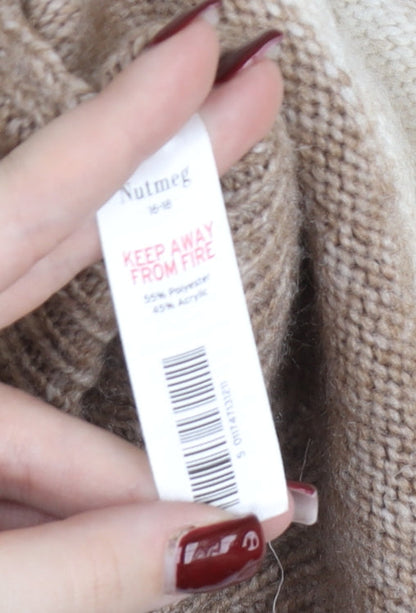 Nutmeg
16-18
KEEP AWAY
FROM FIRE
55% Polyester
45% Acrylic